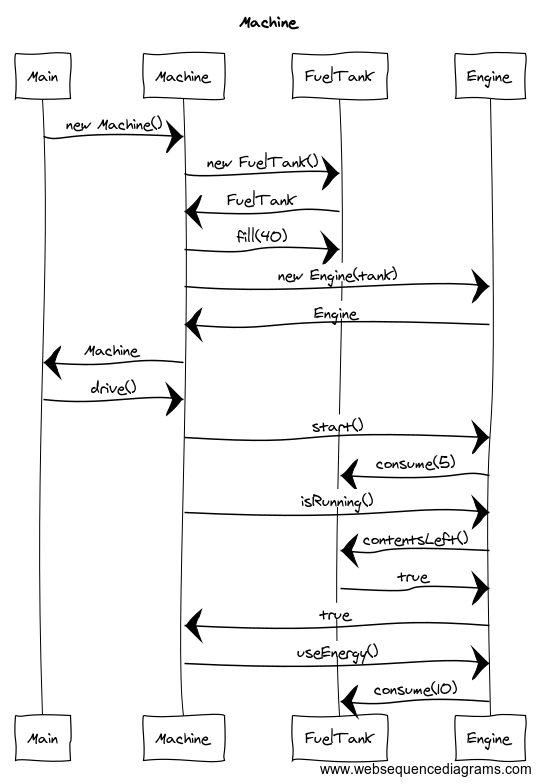 Machine
Main Machine FuelTank Engine
new Machine()
new FuelTank()
FuelTank
fill(40)
new Engine(tank)
Engine
Machine
drive()
start()
consume(5)
isRunning()
contentsLeft()
true
true
useEnergy()
consume(10)
Main Machine FuelTank Engine
www.websequencediagrams.com